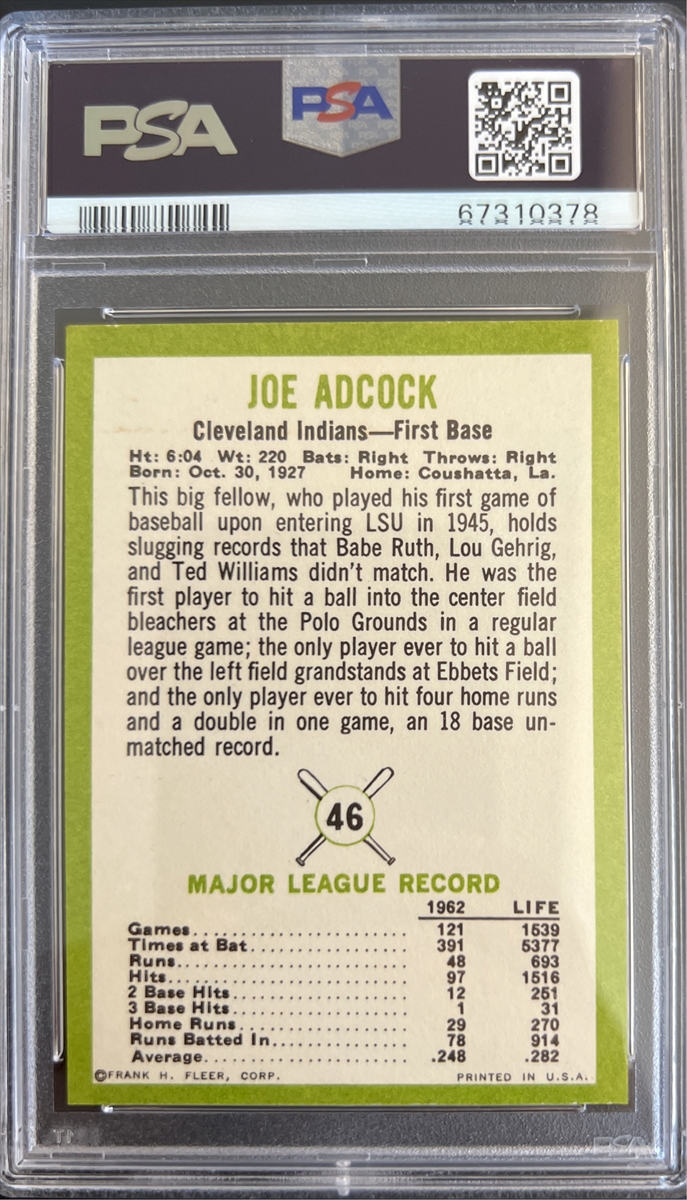 PSA
PSA
67310378
JOE ADCOCK
Cleveland Indians—First Base
Ht: 6:04 Wt: 220 Bats: Right Throws: Right
Born: Oct. 30, 1927 Home: Coushatta, La.
This big fellow, who played his first game of
baseball upon entering LSU in 1945, holds
slugging records that Babe Ruth, Lou Gehrig,
and Ted Williams didn't match. He was the
first player to hit a ball into the center field
bleachers at the Polo Grounds in a regular
league game; the only player ever to hit a ball
over the left field grandstands at Ebbets Field;
and the only player ever to hit four home runs
and a double in one game, an 18 base un-
matched record.
46
MAJOR LEAGUE RECORD
1962 LIFE
Games 121 1539
Times at Bat 391 5377
Runs 48 693
Hits 97 1516
2 Base Hits 12 251
3 Base Hits 1 31
Home Runs 29 270
Runs Batted In 78 914
Average .248 .282
©FRANK H. FLEER, CORP. PRINTED IN U.S.A.
TM PSA